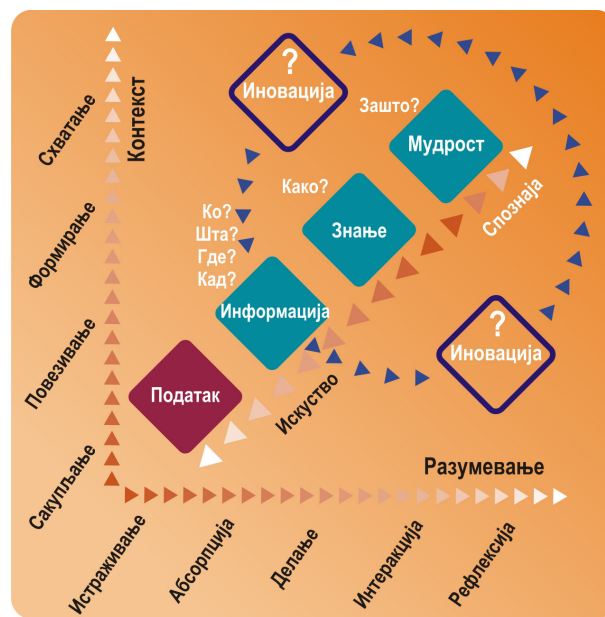 ?
Иновација
Контекст
Схватање
Формирање
Повезивање
Сакупљање
Зашто?
Мудрост
Како?
Знање
Ко?
Шта?
Где?
Кад?
Информација
Податак
Спознаја
Искуство
?
Иновација
Разумевање
Истраживање
Абсорпција
Делање
Интеракција
Рефлексија